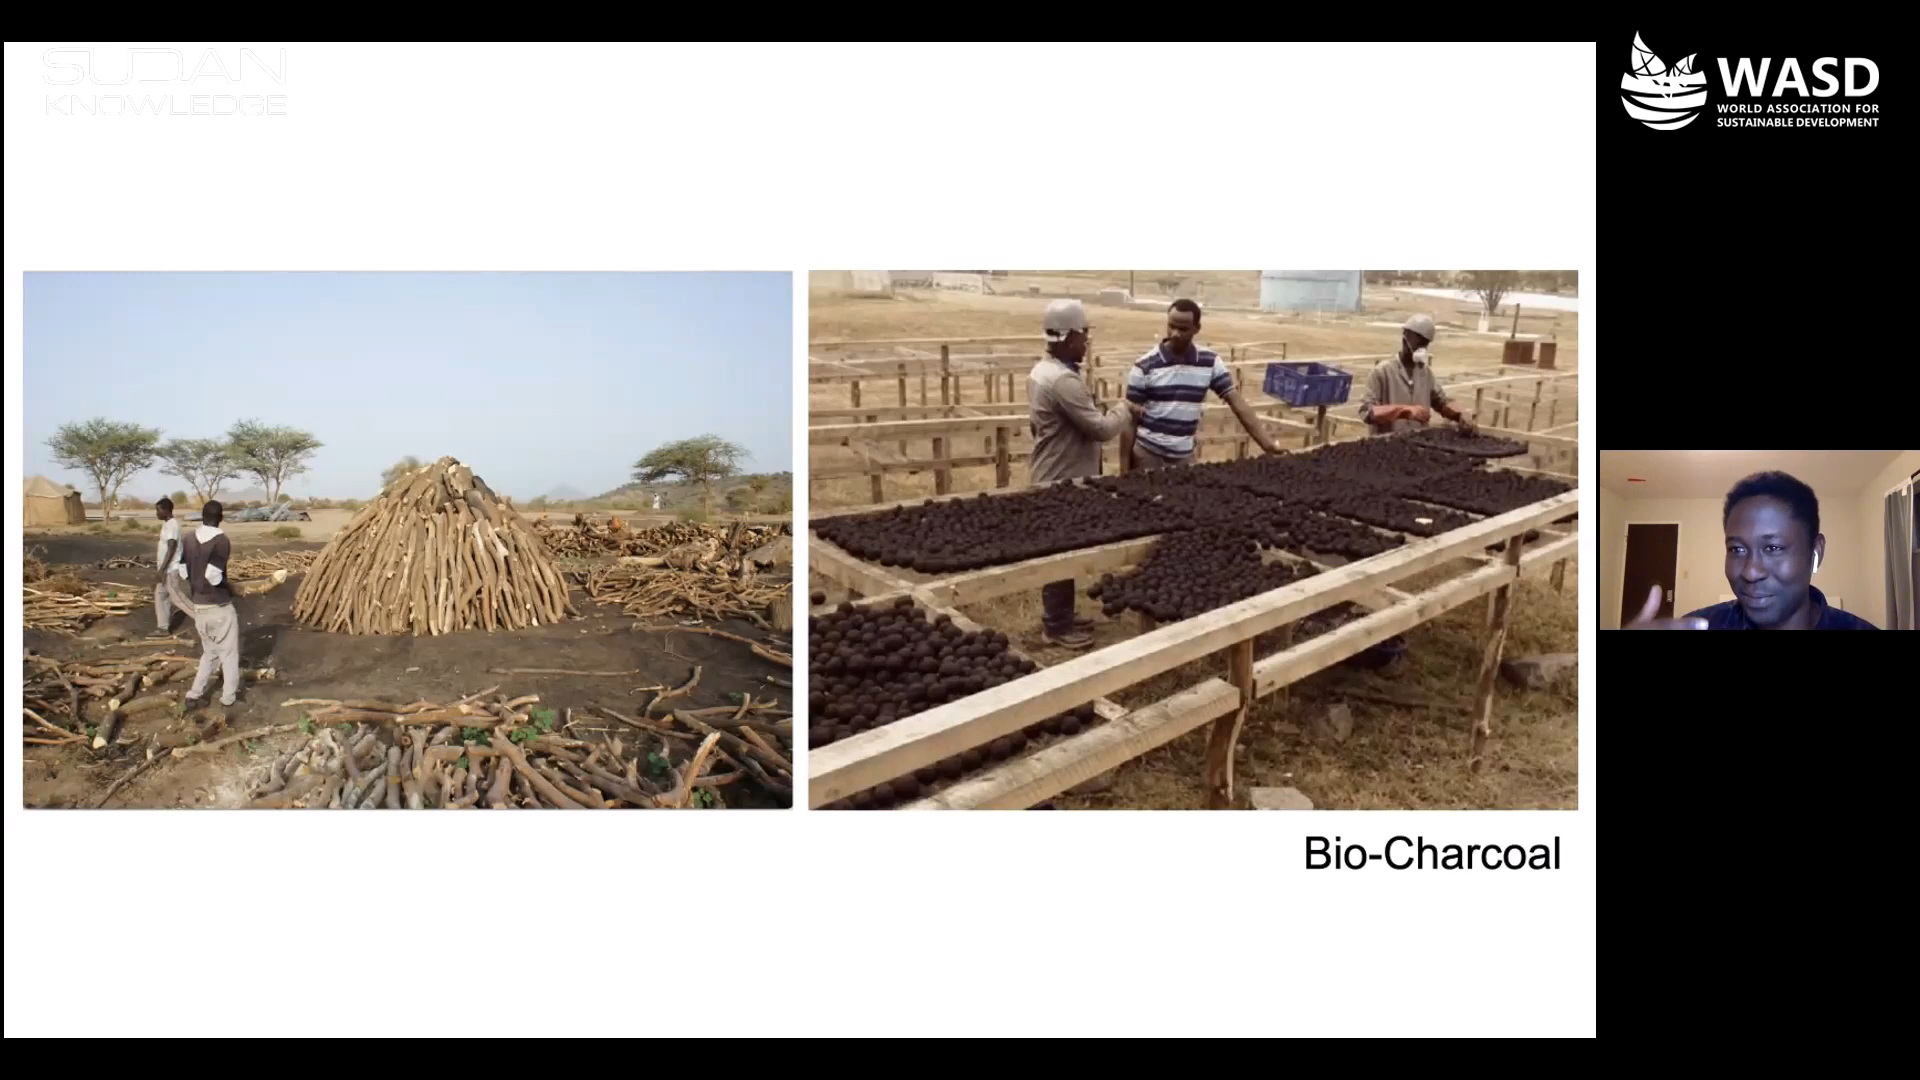 SUDAN
KNOWLEDGE
WASD
WORLD ASSOCIATION FOR
SUSTAINABLE DEVELOPMENT
Bio-Charcoal